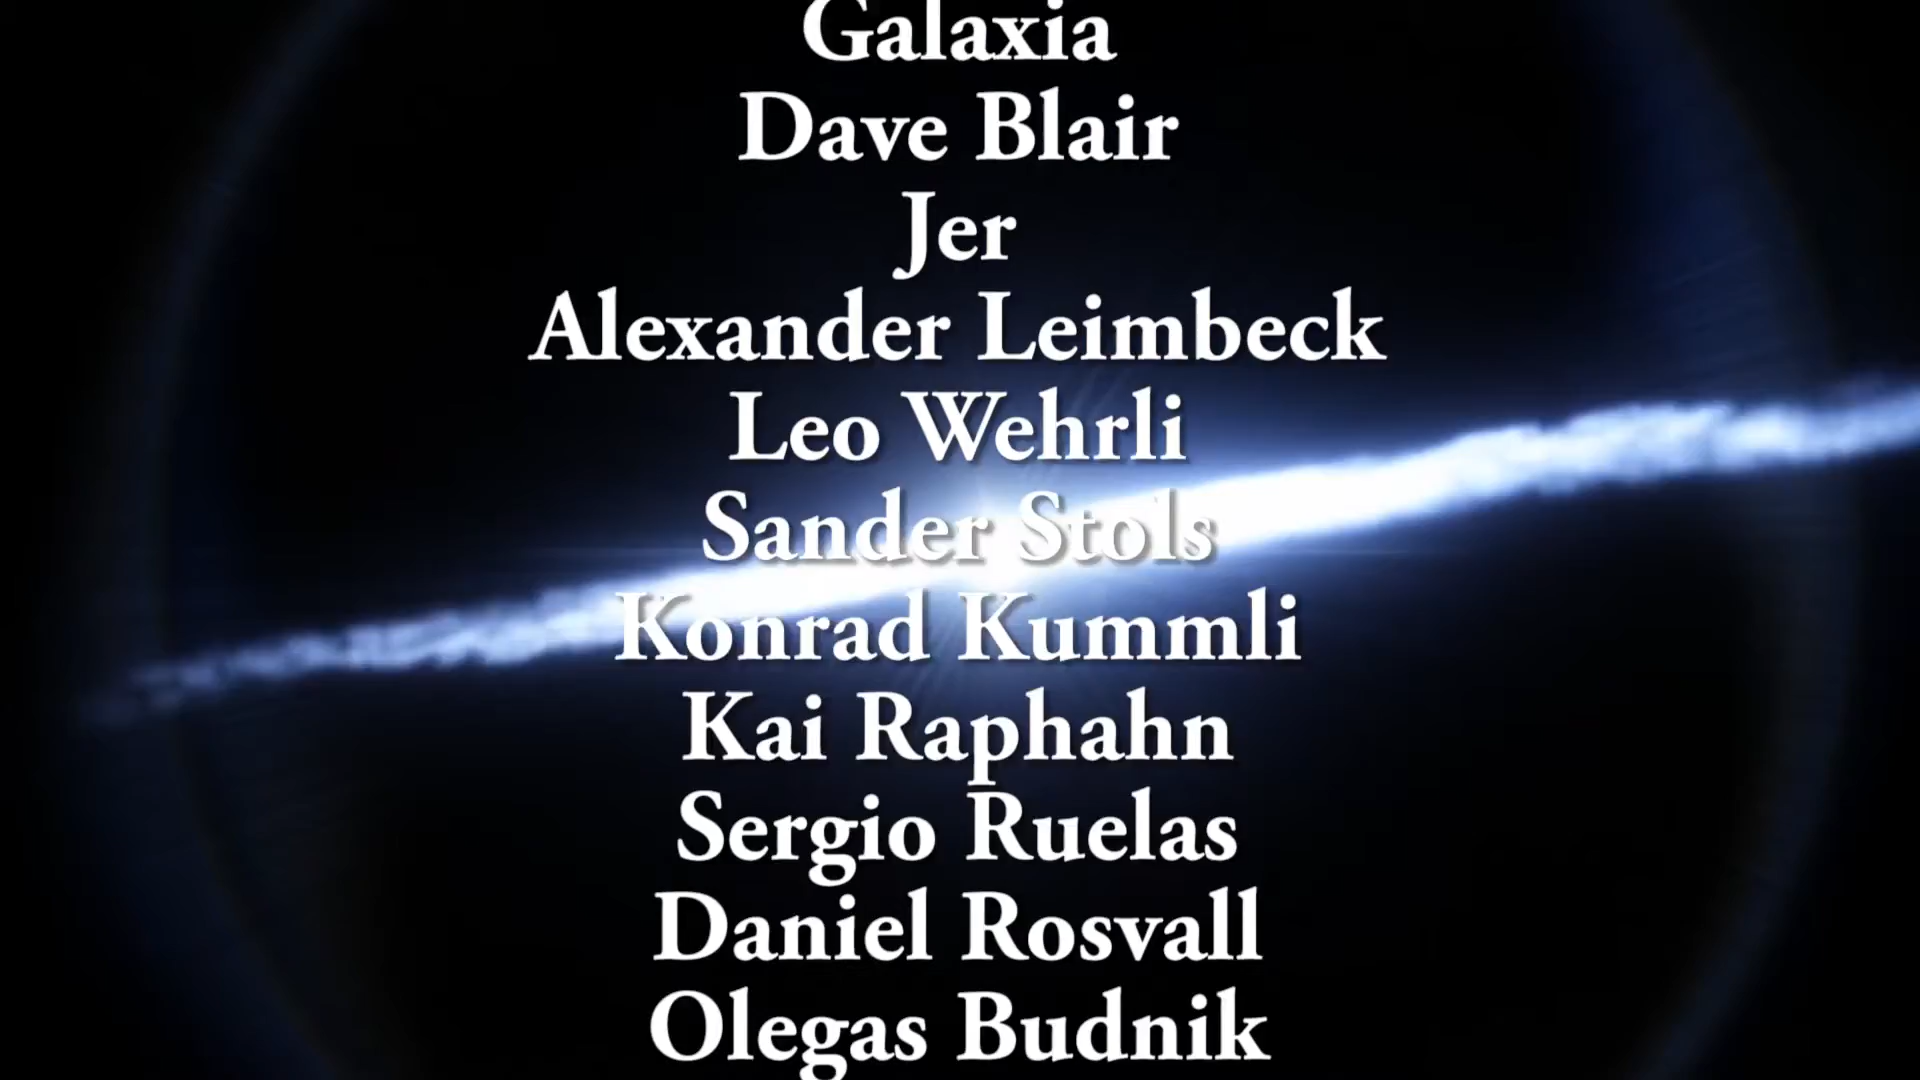 Galaxia
Dave Blair
Jer
Alexander Leimbeck
Leo Wehrli
Sander Stols
Konrad Kummli
Kai Raphahn
Sergio Ruelas
Daniel Rosvall
Olegas Budnik